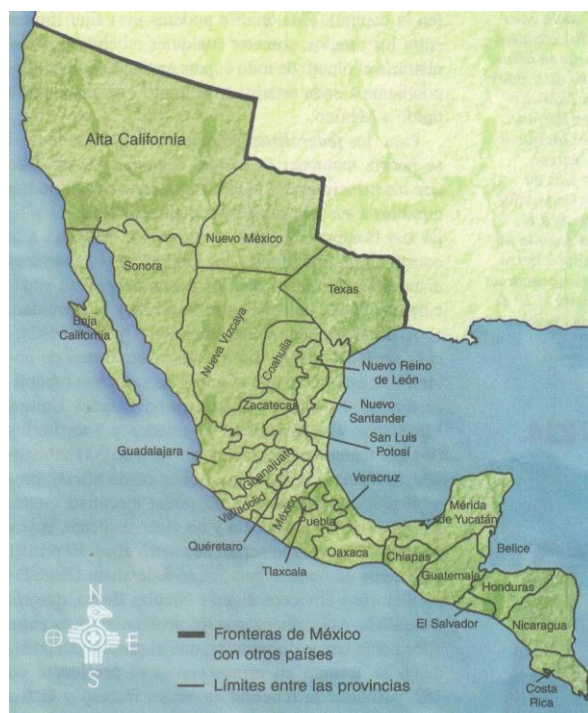 Alta California
Nuevo México
Sonora
Texas
Baja
California
Nueva Vizcaya
Coahuila
Nuevo Reino
de León
Zacatecas
Nuevo
Santander
San Luis
Potosí
Guadalajara
Guanajuato
Veracruz
Valladolid
México
Puebla
Mérida
de Yucatán
Quéretaro
Tlaxcala
Oaxaca
Chiapas
Belice
Guatemala
Honduras
El Salvador
Nicaragua
Costa
Rica
N
E
S
Fronteras de México
con otros países
Límites entre las provincias